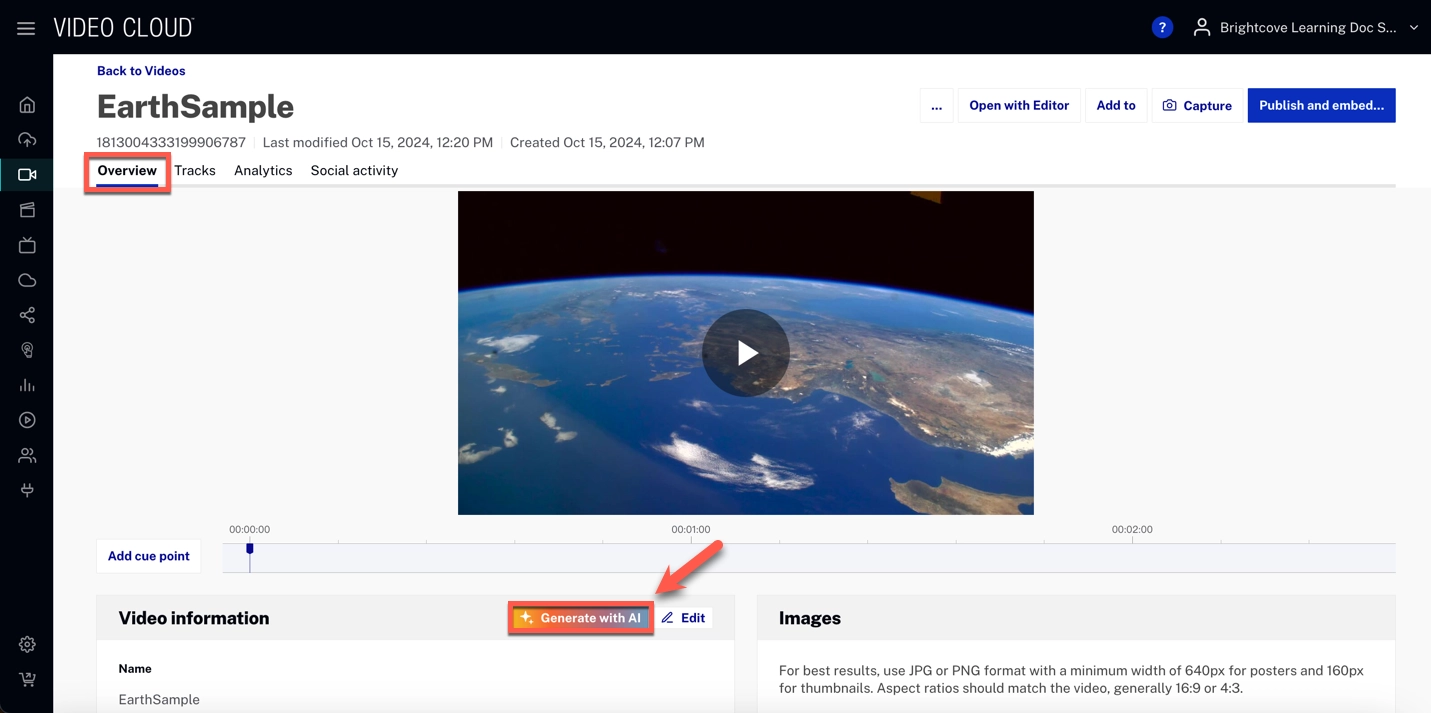 VIDEO CLOUD™
? Brightcove Learning Doc S...
Back to Videos
EarthSample
... Open with Editor Add to Capture Publish and embed...
1813004333199906787 Last modified Oct 15, 2024, 12:20 PM Created Oct 15, 2024, 12:07 PM
Overview Tracks Analytics Social activity
00:00:00 00:01:00 00:02:00
Add cue point
Video information Generate with AI Edit
Name
EarthSample
Images
For best results, use JPG or PNG format with a minimum width of 640px for posters and 160px
for thumbnails. Aspect ratios should match the video, generally 16:9 or 4:3.